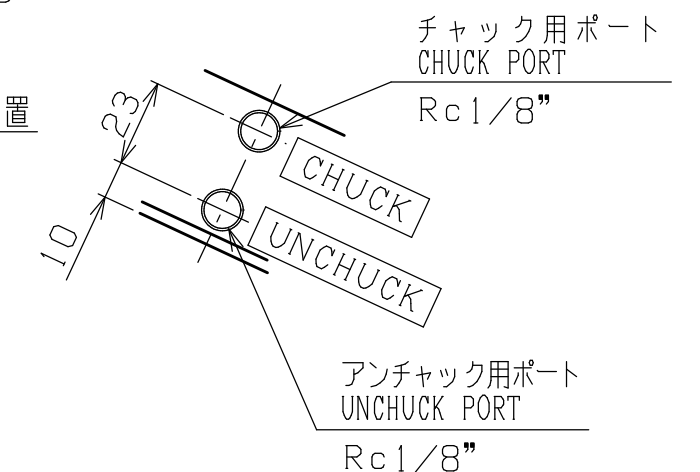 チャック用ポート
CHUCK PORT
Rc1/8”
置
23
CHUCK
10
UNCHUCK
アンチャック用ポート
UNCHUCK PORT
Rc1/8”